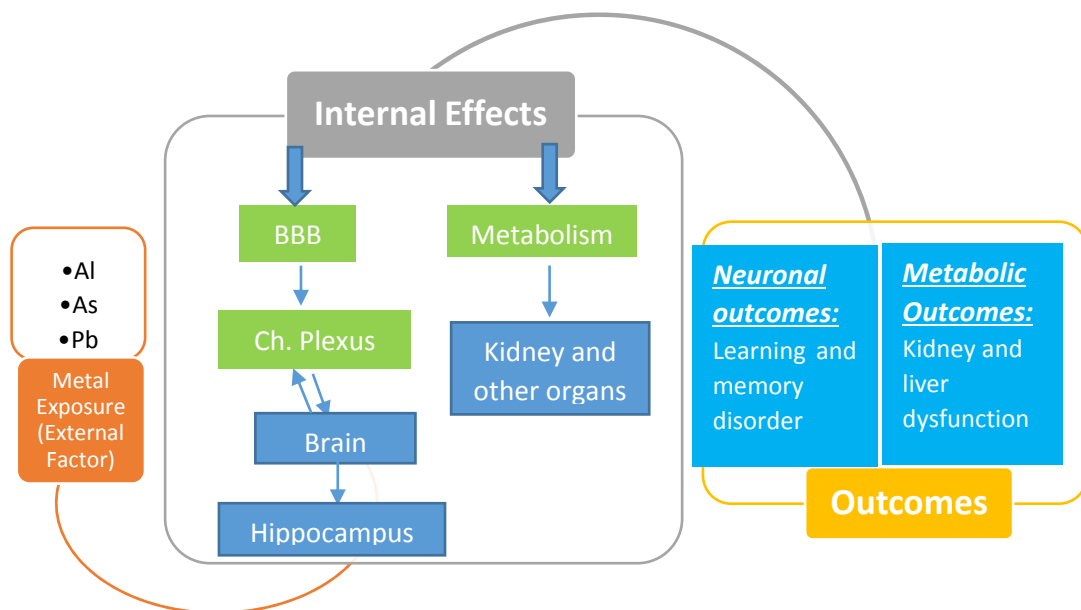 Internal Effects
BBB
Metabolism
Ch. Plexus
Kidney and
other organs
Brain
Hippocampus
•Al
•As
•Pb
Metal
Exposure
(External
Factor)
Neuronal
outcomes:
Learning and
memory
disorder
Metabolic
Outcomes:
Kidney and
liver
dysfunction
Outcomes